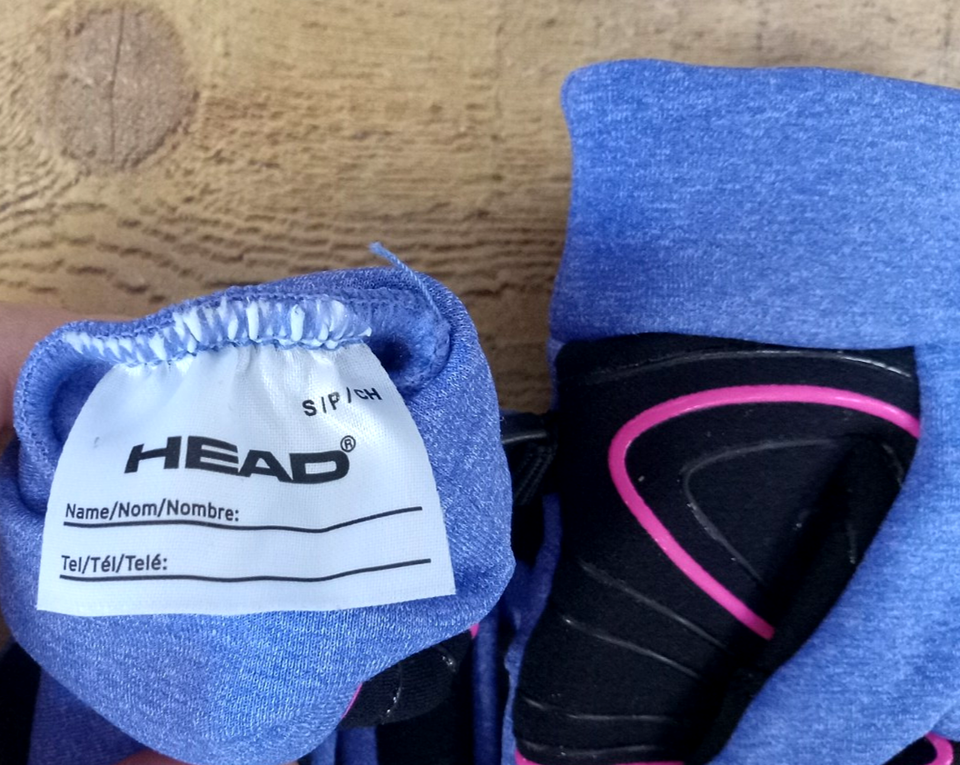 S/P/CH
HEAD®
Name/Nom/Nombre:
Tel/Tél/Telé: